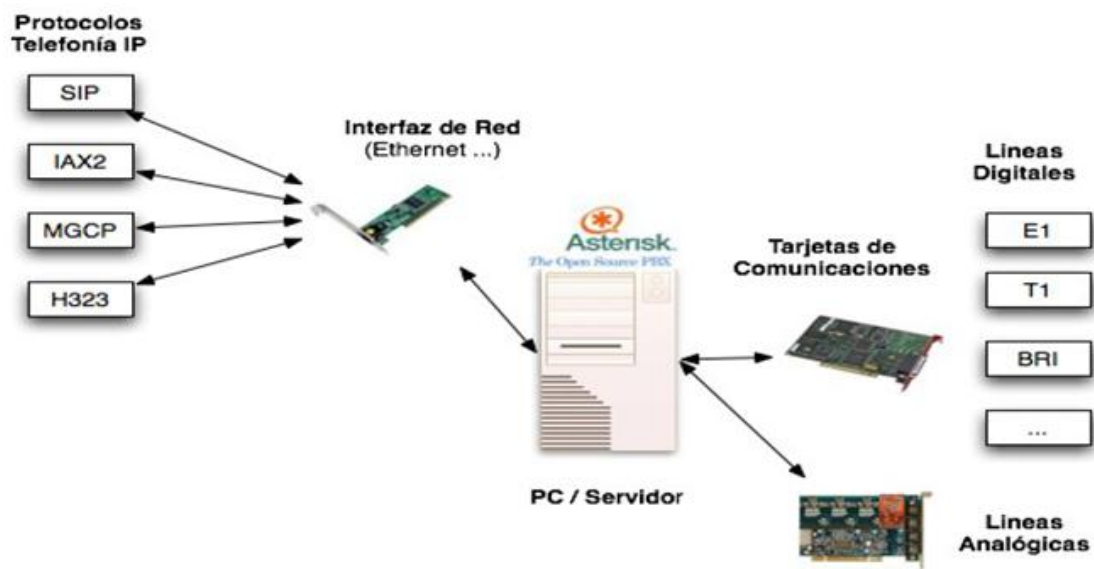 Protocolos
Telefonía IP
SIP
IAX2
MGCP
H323
Interfaz de Red
(Ethernet ...)
Asterisk.
The Open Source PBX
PC / Servidor
Tarjetas de
Comunicaciones
Lineas
Digitales
E1
T1
BRI
...
Lineas
Analógicas